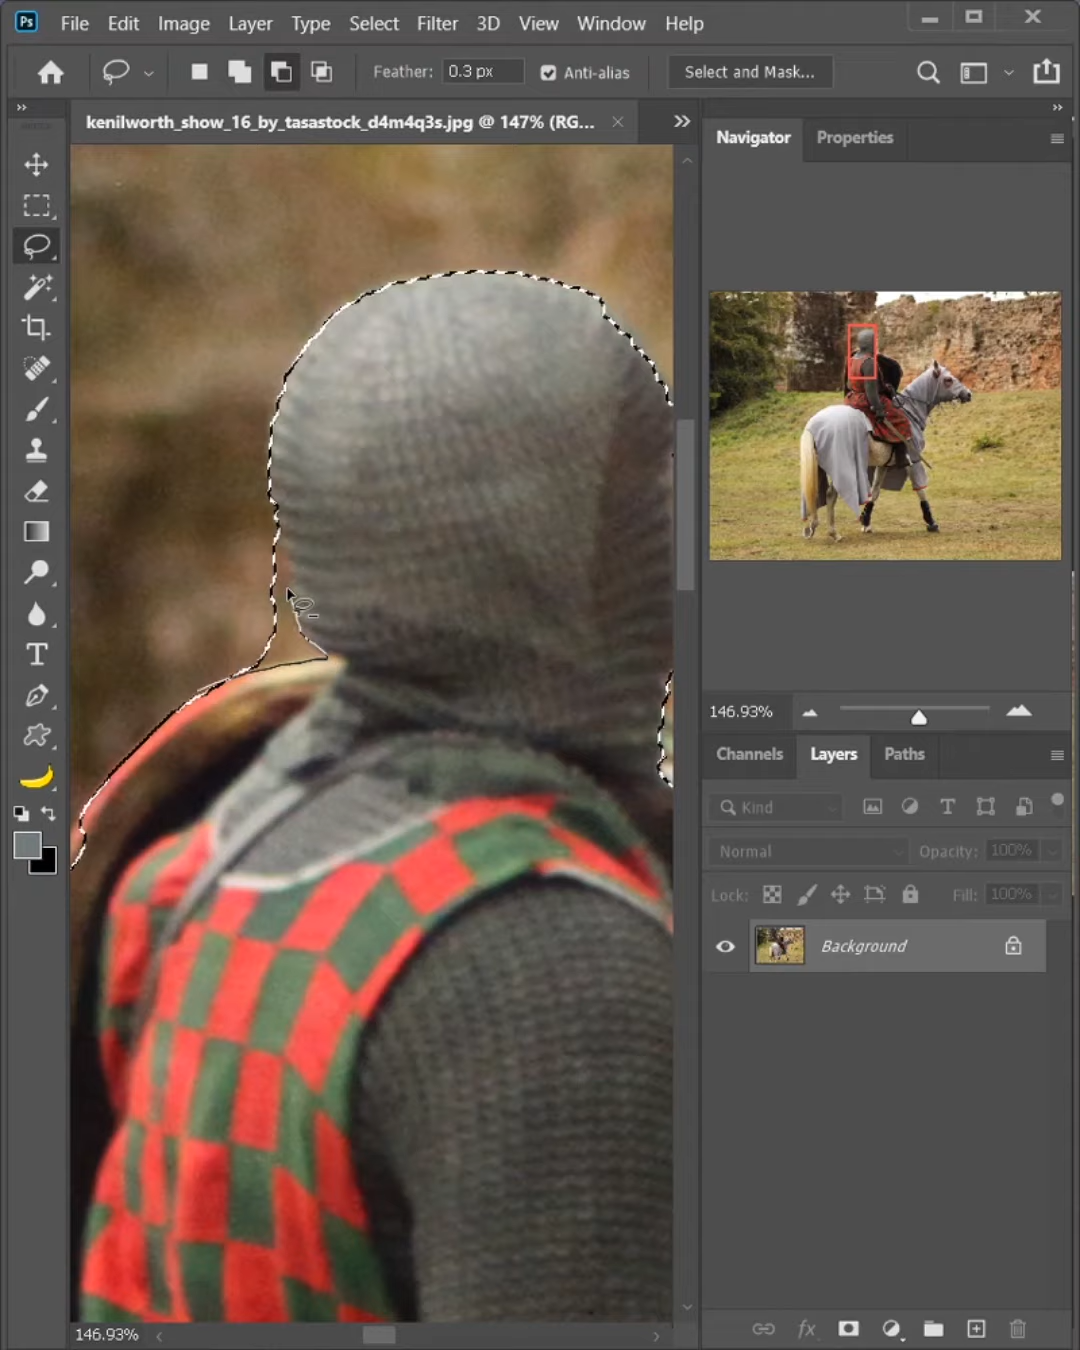 Ps File Edit Image Layer Type Select Filter 3D View Window Help
Feather: 0.3 px Anti-alias Select and Mask...
kenilworth_show_16_by_tasastock_d4m4q3s.jpg @ 147% (RG...
Navigator Properties
146.93%
Channels Layers Paths
Kind
Normal Opacity: 100%
Lock: Fill: 100%
Background
fx
146.93%